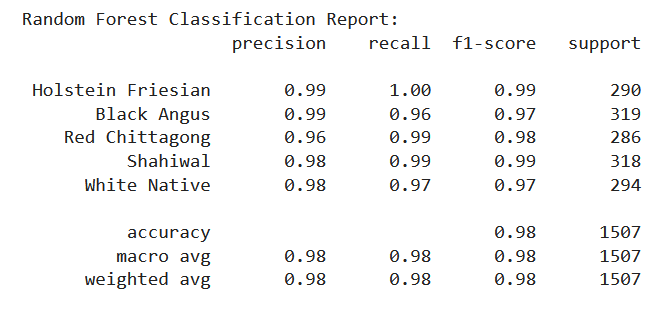 Random Forest Classification Report:
precision recall f1-score support
Holstein Friesian 0.99 1.00 0.99 290
Black Angus 0.99 0.96 0.97 319
Red Chittagong 0.96 0.99 0.98 286
Shahiwal 0.98 0.99 0.99 318
White Native 0.98 0.97 0.97 294
accuracy 0.98 1507
macro avg 0.98 0.98 0.98 1507
weighted avg 0.98 0.98 0.98 1507